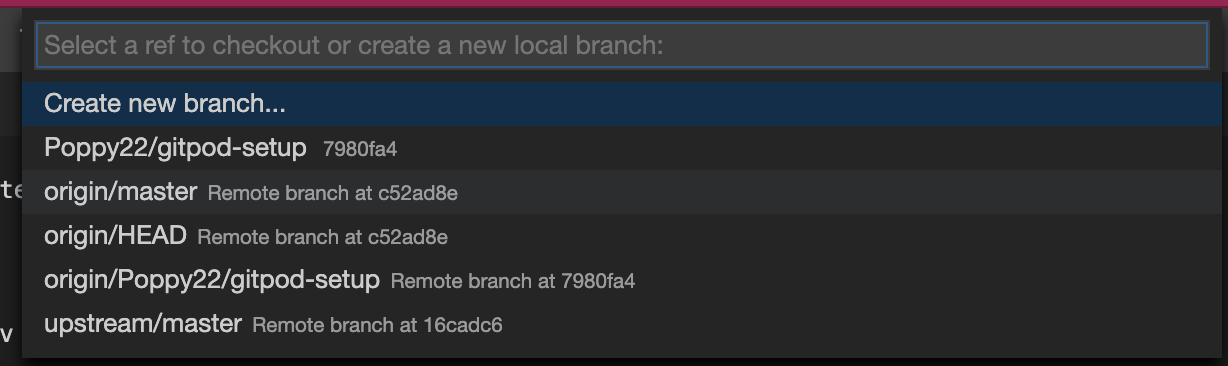 Select a ref to checkout or create a new local branch:
Create new branch...
Poppy22/gitpod-setup 7980fa4
origin/master Remote branch at c52ad8e
origin/HEAD Remote branch at c52ad8e
origin/Poppy22/gitpod-setup Remote branch at 7980fa4
upstream/master Remote branch at 16cadc6